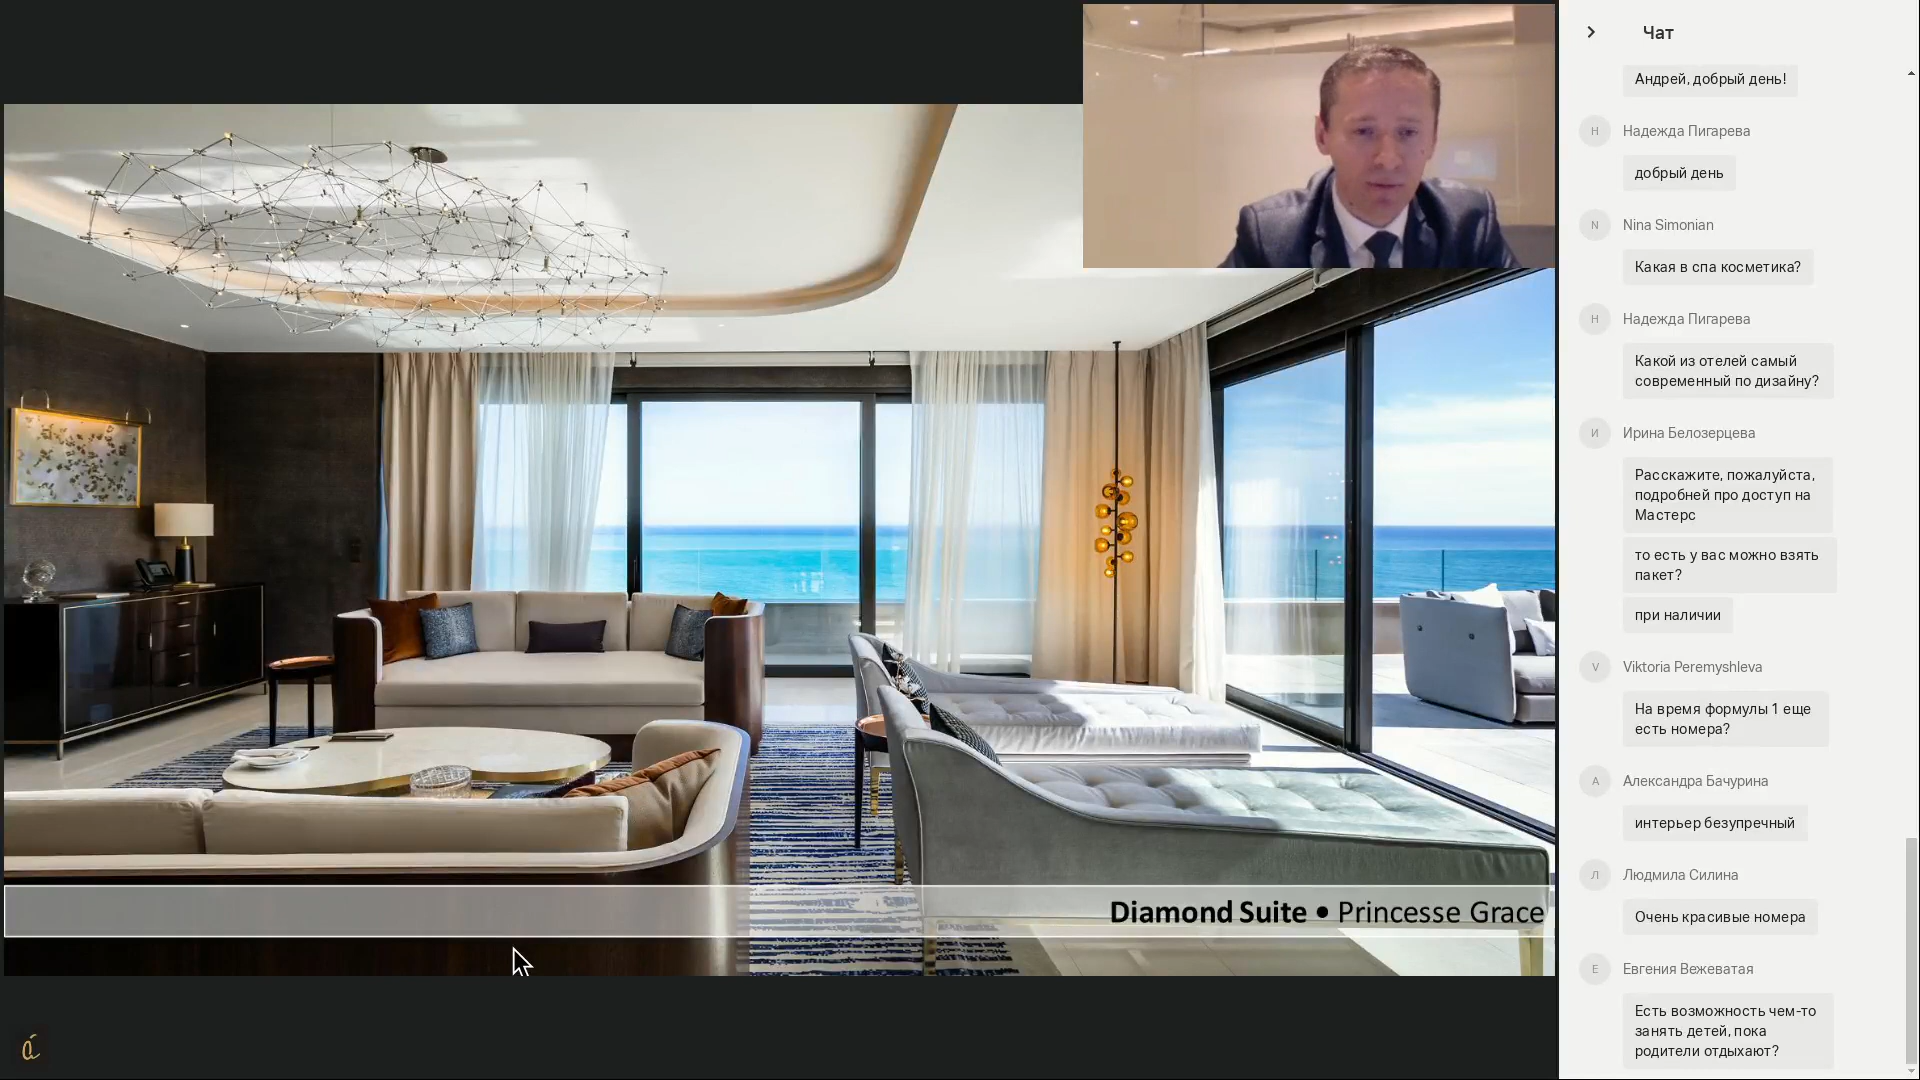 Diamond Suite • Princesse Grace
á
Чат
Андрей, добрый день!
Н
Надежда Пигарева
добрый день
N
Nina Simonian
Какая в спа косметика?
Н
Надежда Пигарева
Какой из отелей самый
современный по дизайну?
И
Ирина Белозерцева
Расскажите, пожалуйста,
подробней про доступ на
Мастерс
то есть у вас можно взять
пакет?
при наличии
V
Viktoria Peremyshleva
На время формулы 1 еще
есть номера?
А
Александра Бачурина
интерьер безупречный
Л
Людмила Силина
Очень красивые номера
Е
Евгения Вежеватая
Есть возможность чем-то
занять детей, пока
родители отдыхают?